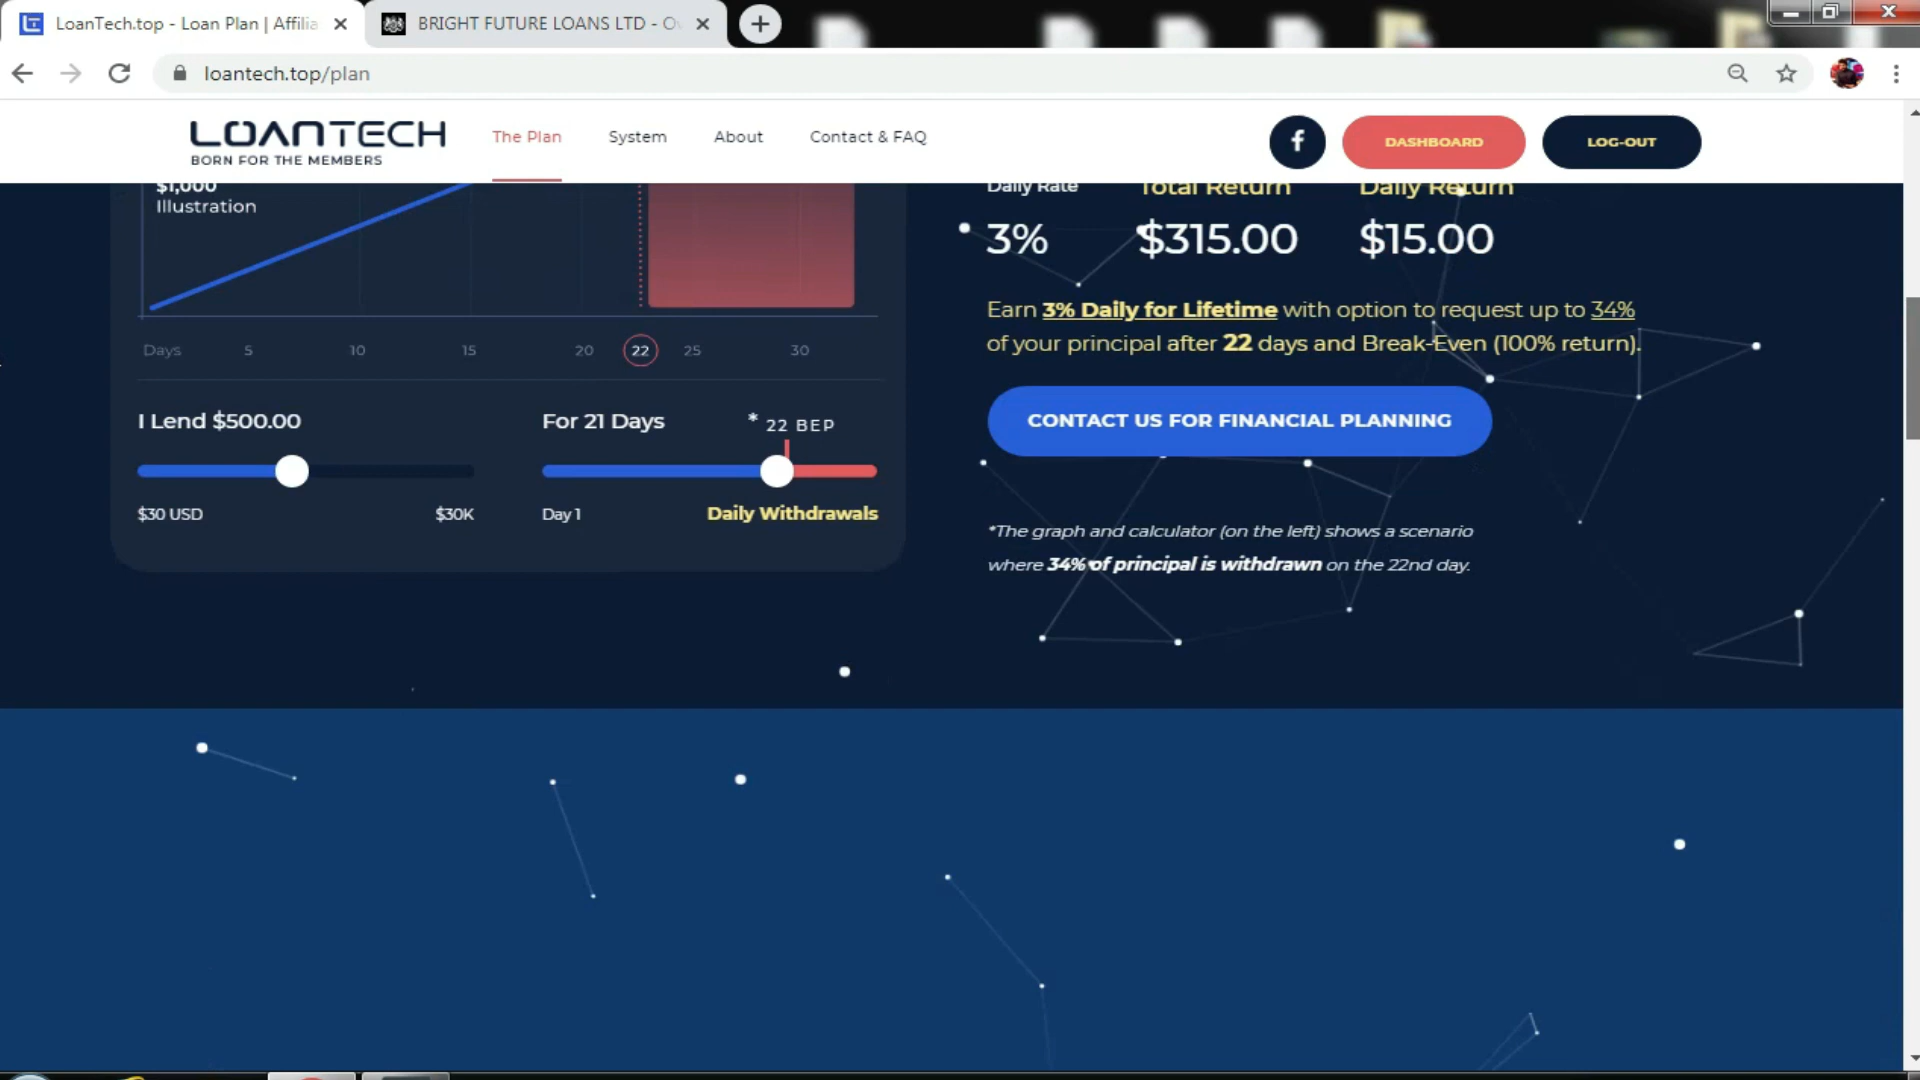 LoanTech.top - Loan Plan | Affilia
BRIGHT FUTURE LOANS LTD - Ov
loantech.top/plan
LOANTECH
BORN FOR THE MEMBERS
The Plan
System
About
Contact & FAQ
DASHBOARD
LOG-OUT
$1,000
Illustration
Days 5 10 15 20 22 25 30
I Lend $500.00
For 21 Days
* 22 BEP
$30 USD
$30K
Day 1
Daily Withdrawals
Daily Rate
Total Return
Daily Return
3%
$315.00
$15.00
Earn 3% Daily for Lifetime with option to request up to 34%
of your principal after 22 days and Break-Even (100% return).
CONTACT US FOR FINANCIAL PLANNING
*The graph and calculator (on the left) shows a scenario
where 34% of principal is withdrawn on the 22nd day.